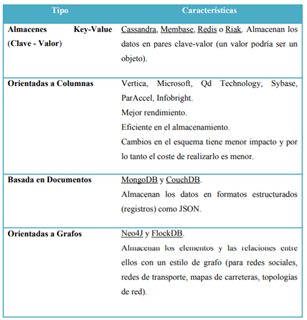 Tipo Características
Almacenes Key-Value
(Clave - Valor)
Cassandra, Membase, Redis o Riak. Almacenan los
datos en pares clave-valor (un valor podría ser un
objeto).
Orientadas a Columnas
Vertica, Microsoft, Qd Technology, Sybase,
ParAccel, Infobright.
Mejor rendimiento.
Eficiente en el almacenamiento.
Cambios en el esquema tiene menor impacto y por
lo tanto el coste de realizarlo es menor.
Basada en Documentos
MongoDB y CouchDB.
Almacenan los datos en formatos estructurados
(registros) como JSON.
Orientadas a Grafos
Neo4J y FlockDB.
Almacenan los elementos y las relaciones entre
ellos con un estilo de grafo (para redes sociales,
redes de transporte, mapas de carreteras, topologías
de red).